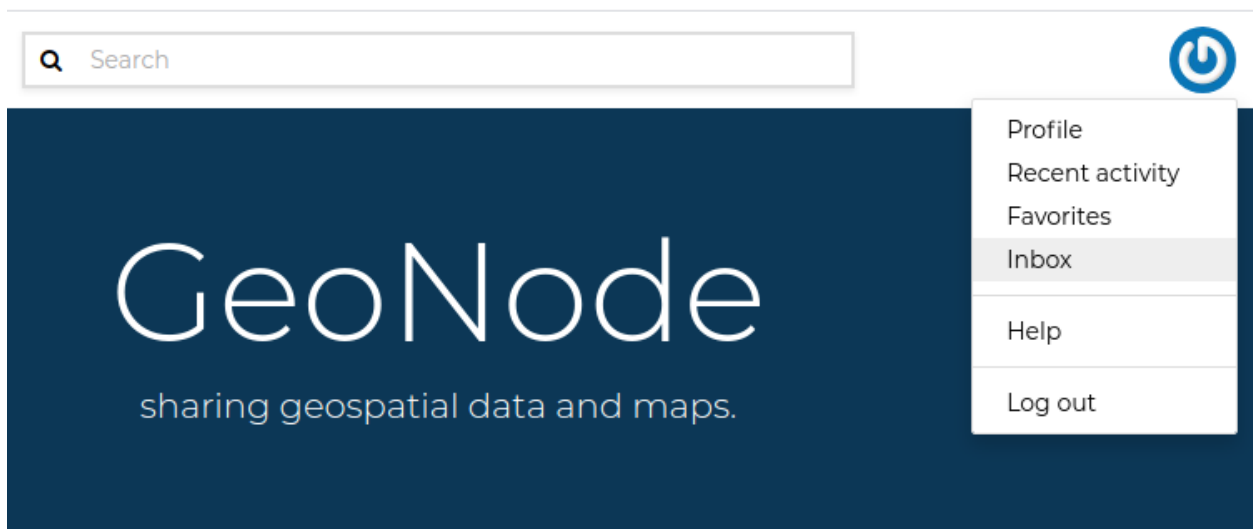 Search
Profile
Recent activity
Favorites
Inbox
Help
Log out
GeoNode
sharing geospatial data and maps.